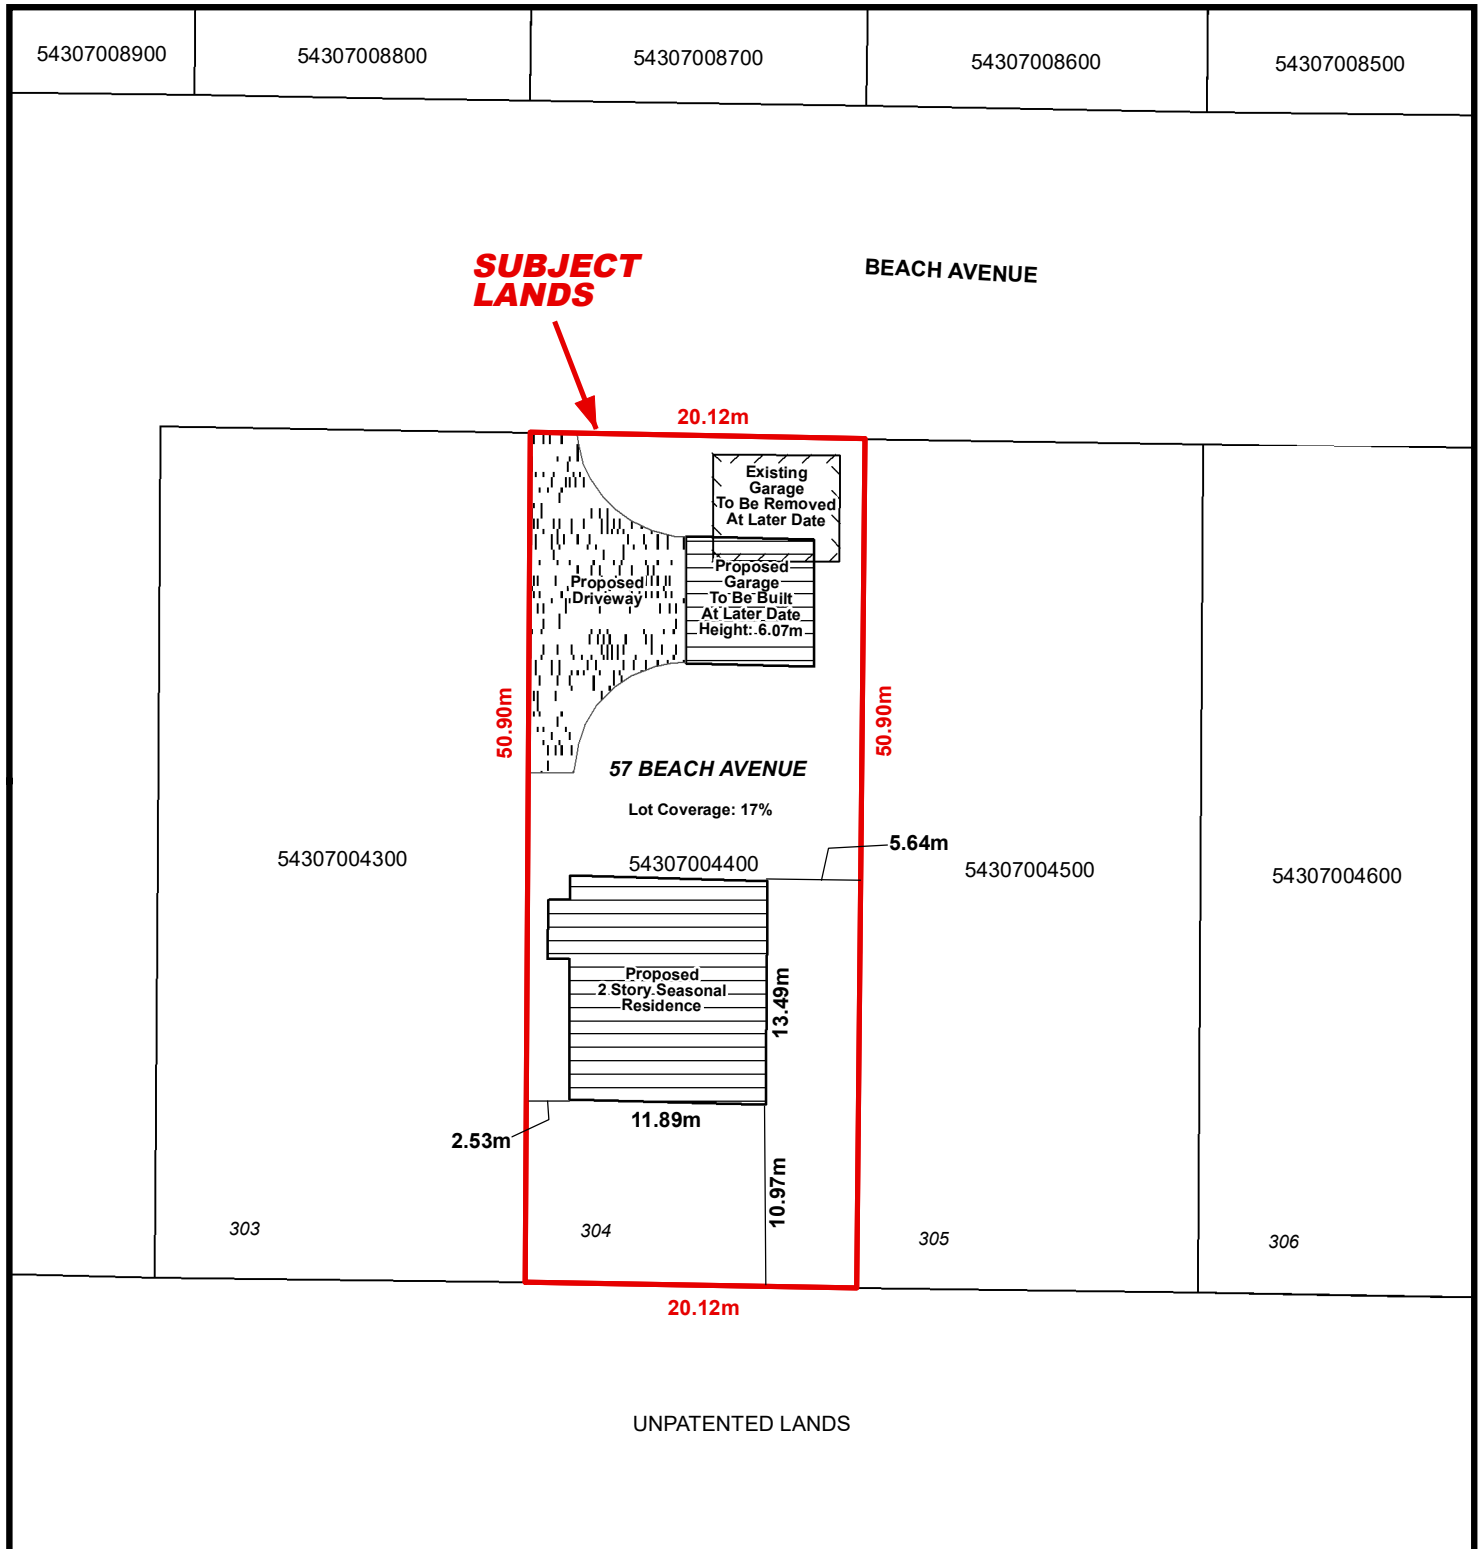 54307008900
54307008800
54307008700
54307008600
54307008500
SUBJECT
LANDS
BEACH AVENUE
20.12m
Existing
Garage
To Be Removed
At Later Date
Proposed
Garage
To Be Built
At Later Date
Height: 6.07m
Proposed
Driveway
50.90m
50.90m
57 BEACH AVENUE
Lot Coverage: 17%
5.64m
54307004300
54307004400
54307004500
54307004600
Proposed
2 Story Seasonal
Residence
13.49m
11.89m
2.53m
10.97m
303
304
305
306
20.12m
UNPATENTED LANDS